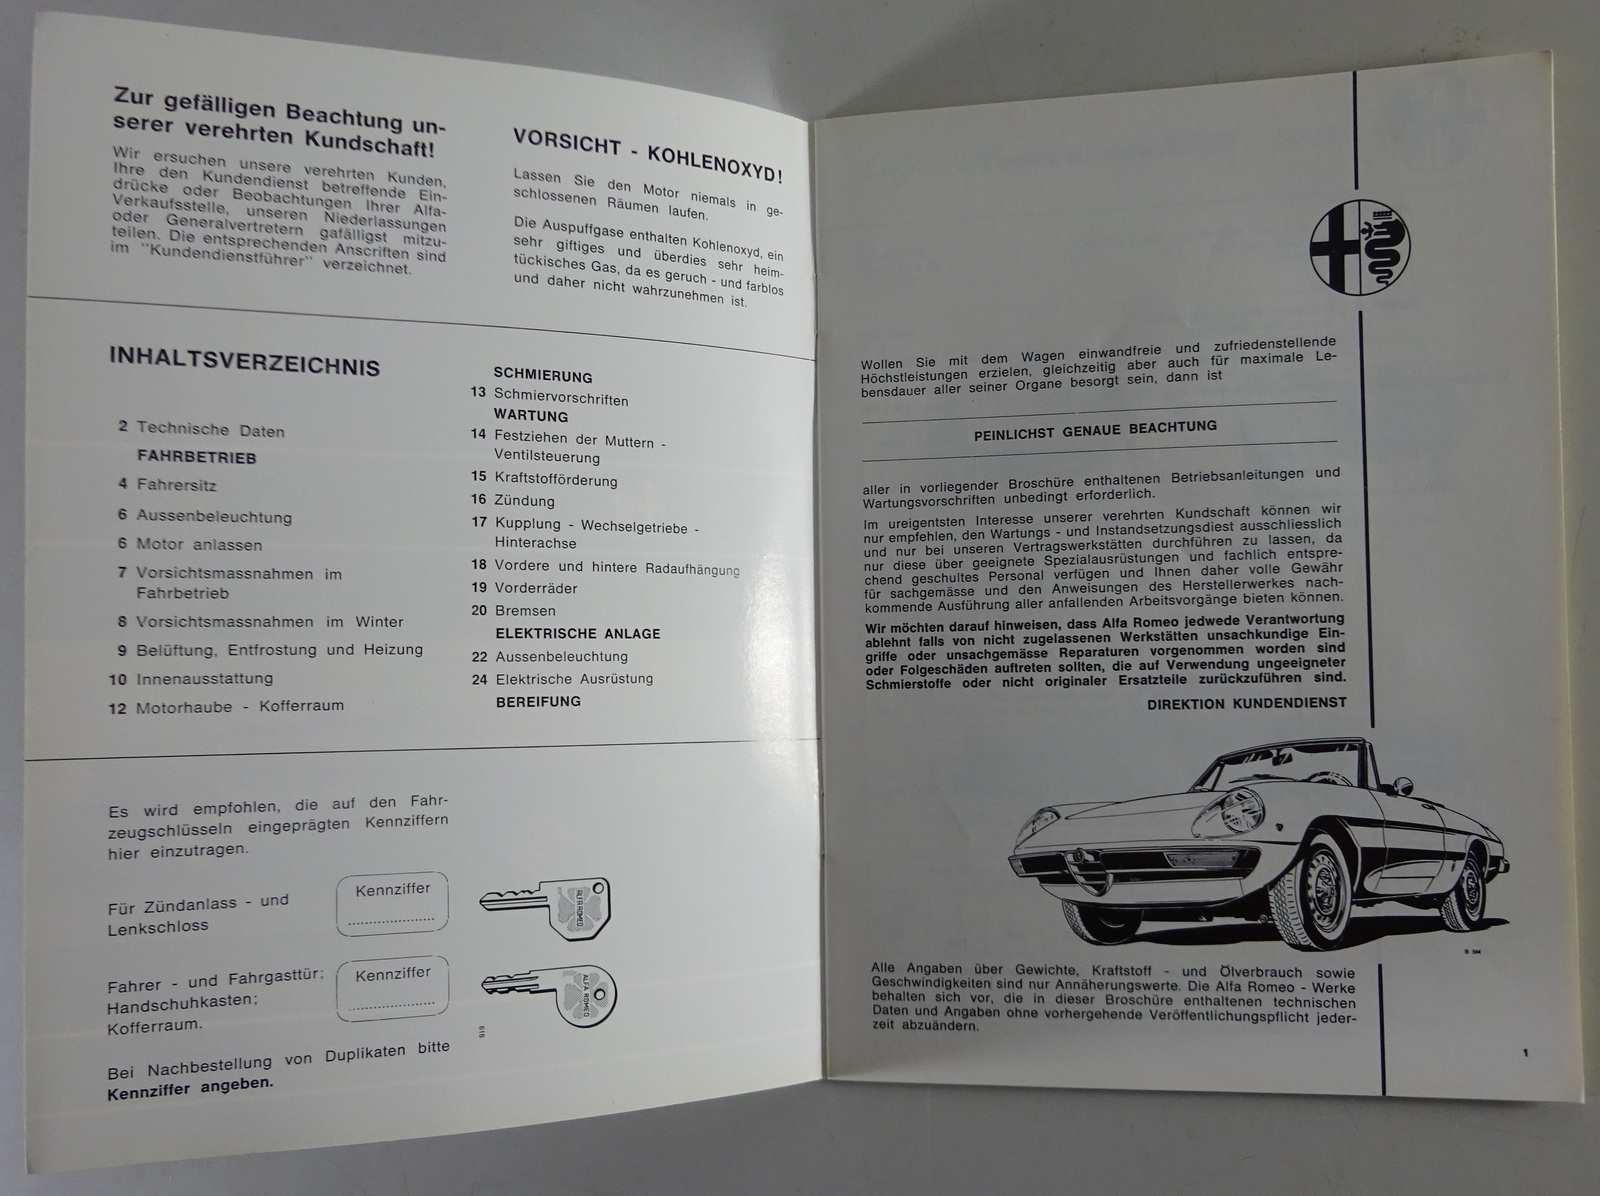 Zur gefälligen Beachtung un-
serer verehrten Kundschaft!
Wir ersuchen unsere verehrten Kunden,
Ihre den Kundendienst betreffende Ein-
drücke oder Beobachtungen Ihrer Alfa-
Verkaufsstelle, unseren Niederlassungen
oder Generalvertretern gafälligst mitzu-
teilen. Die entsprechenden Anschriften sind
im "Kundendienstführer" verzeichnet.
VORSICHT - KOHLENOXYD!
Lassen Sie den Motor niemals in ge-
schlossenen Räumen laufen.
Die Auspuffgase enthalten Kohlenoxyd, ein
sehr giftiges und überdies sehr heim-
tückisches Gas, da es geruch - und farblos
und daher nicht wahrzunehmen ist.
INHALTSVERZEICHNIS
2 Technische Daten
FAHRBETRIEB
4 Fahrersitz
6 Aussenbeleuchtung
6 Motor anlassen
7 Vorsichtsmassnahmen im
Fahrbetrieb
8 Vorsichtsmassnahmen im Winter
9 Belüftung, Entfrostung und Heizung
10 Innenausstattung
12 Motorhaube - Kofferraum
SCHMIERUNG
13 Schmiervorschriften
WARTUNG
14 Festziehen der Muttern -
Ventilsteuerung
15 Kraftstofförderung
16 Zündung
17 Kupplung - Wechselgetriebe -
Hinterachse
18 Vordere und hintere Radaufhängung
19 Vorderräder
20 Bremsen
ELEKTRISCHE ANLAGE
22 Aussenbeleuchtung
24 Elektrische Ausrüstung
BEREIFUNG
Es wird empfohlen, die auf den Fahr-
zeugschlüsseln eingeprägten Kennziffern
hier einzutragen.
Für Zündanlass - und
Lenkschloss
Kennziffer
ALFA ROMEO
Fahrer - und Fahrgasttür;
Handschuhkasten;
Kofferraum.
Kennziffer
ALFA ROMEO
616
Bei Nachbestellung von Duplikaten bitte
Kennziffer angeben.
Wollen Sie mit dem Wagen einwandfreie und zufriedenstellende
Höchstleistungen erzielen, gleichzeitig aber auch für maximale Le-
bensdauer aller seiner Organe besorgt sein, dann ist
PEINLICHST GENAUE BEACHTUNG
aller in vorliegender Broschüre enthaltenen Betriebsanleitungen und
Wartungsvorschriften unbedingt erforderlich.
Im ureigentsten Interesse unserer verehrten Kundschaft können wir
nur empfehlen, den Wartungs - und Instandsetzungsdiest ausschliesslich
und nur bei unseren Vertragswerkstätten durchführen zu lassen, da
nur diese über geeignete Spezialausrüstungen und fachlich entspre-
chend geschultes Personal verfügen und Ihnen daher volle Gewähr
für sachgemässe und den Anweisungen des Herstellerwerkes nach-
kommende Ausführung aller anfallenden Arbeitsvorgänge bieten können.
Wir möchten darauf hinweisen, dass Alfa Romeo jedwede Verantwortung
ablehnt falls von nicht zugelassenen Werkstätten unsachkundige Ein-
griffe oder unsachgemässe Reparaturen vorgenommen worden sind
oder Folgeschäden auftreten sollten, die auf Verwendung ungeeigneter
Schmierstoffe oder nicht originaler Ersatzteile zurückzuführen sind.
DIREKTION KUNDENDIENST
Alle Angaben über Gewichte, Kraftstoff - und Ölverbrauch sowie
Geschwindigkeiten sind nur Annäherungswerte. Die Alfa Romeo - Werke
behalten sich vor, die in dieser Broschüre enthaltenen technischen
Daten und Angaben ohne vorhergehende Veröffentlichungspflicht jeder-
zeit abzuändern.
1